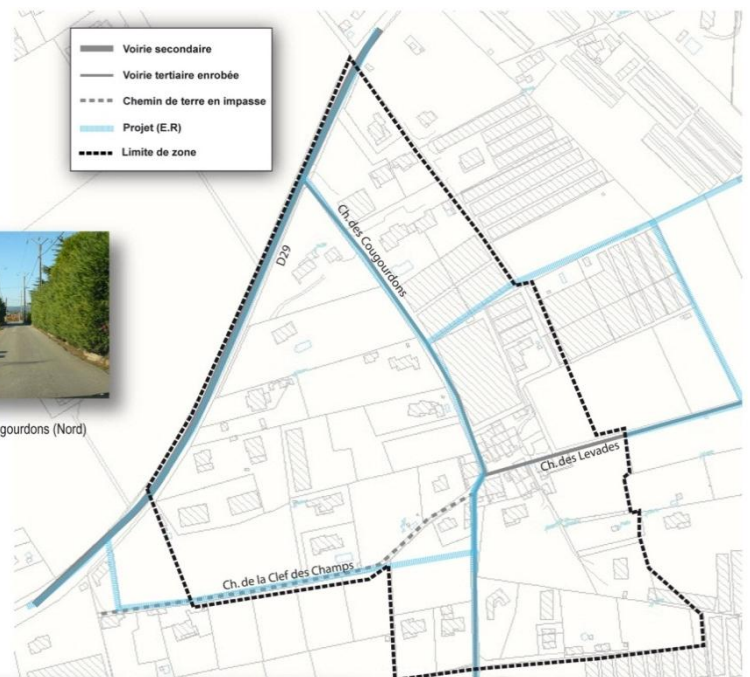 Voirie secondaire
Voirie tertiaire enrobée
Chemin de terre en impasse
Projet (E.R)
Limite de zone
D29
Ch. des Cougourdons
gourdons (Nord)
Ch. des Levades
Ch. de la Clef des Champs